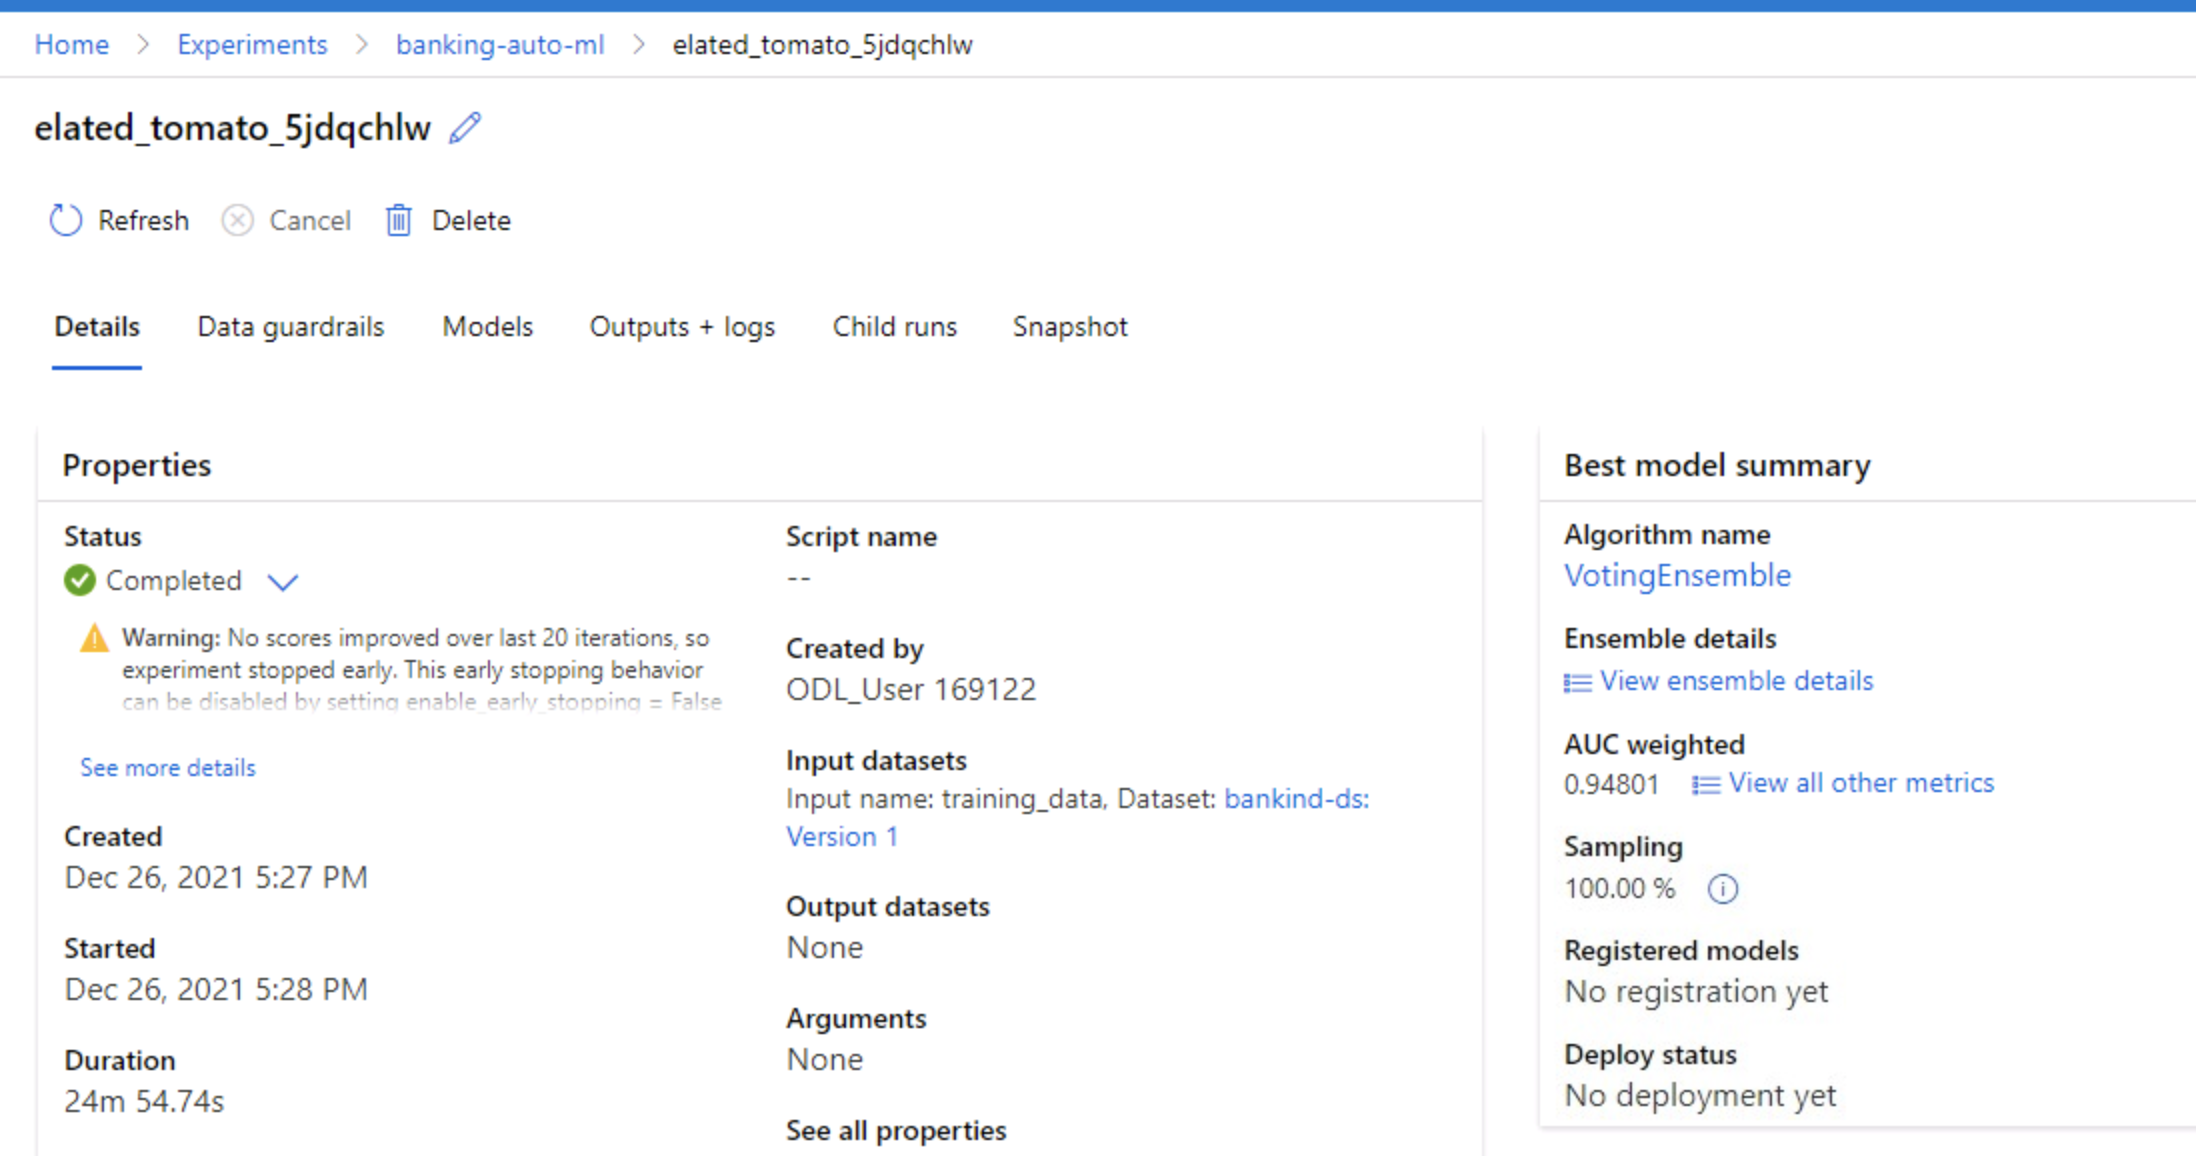 Home > Experiments > banking-auto-ml > elated_tomato_5jdqchlw
elated_tomato_5jdqchlw
Refresh Cancel Delete
Details Data guardrails Models Outputs + logs Child runs Snapshot
Properties
Status
Completed
Warning: No scores improved over last 20 iterations, so
experiment stopped early. This early stopping behavior
can be disabled by setting enable_early_stopping = False
See more details
Created
Dec 26, 2021 5:27 PM
Started
Dec 26, 2021 5:28 PM
Duration
24m 54.74s
Script name
--
Created by
ODL_User 169122
Input datasets
Input name: training_data, Dataset: bankind-ds:
Version 1
Output datasets
None
Arguments
None
See all properties
Best model summary
Algorithm name
VotingEnsemble
Ensemble details
View ensemble details
AUC weighted
0.94801 View all other metrics
Sampling
100.00 %
Registered models
No registration yet
Deploy status
No deployment yet